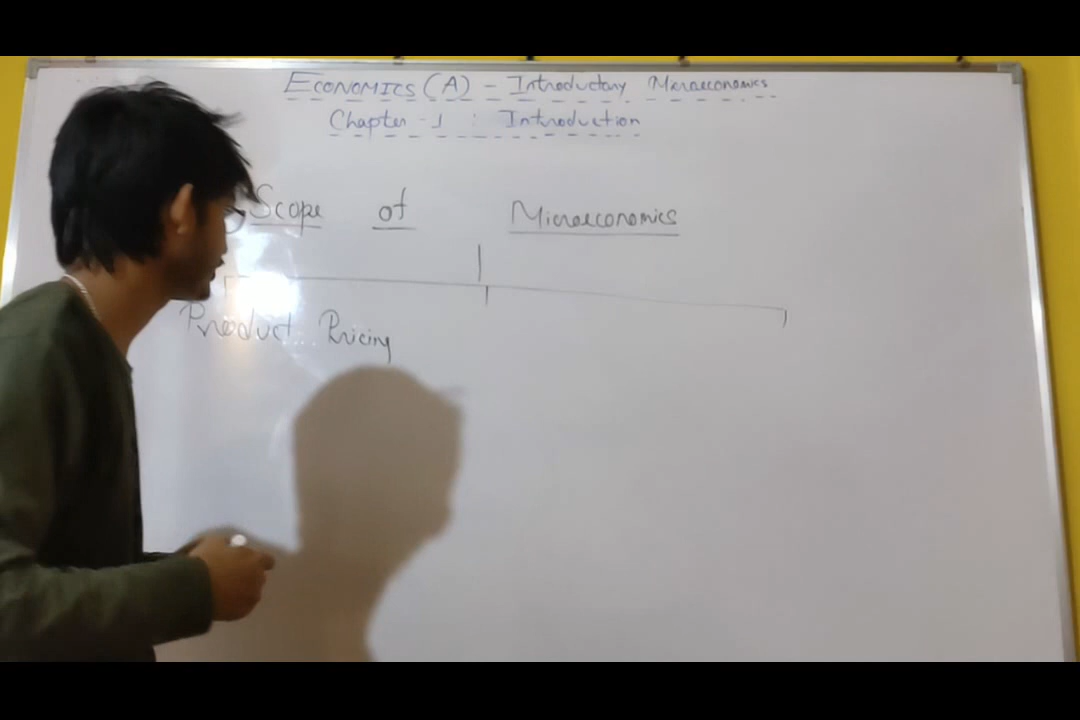 ECONOMICS (A) - Introductory Microeconomics
Chapter-1 : Introduction
Scope of Microeconomics
Product Pricing